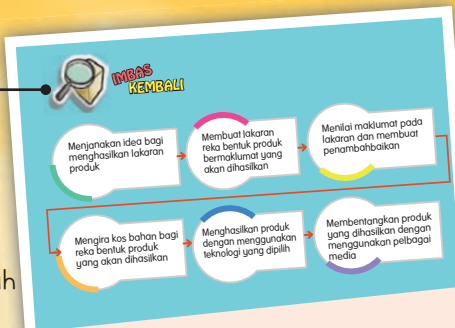 IMBAS
KEMBALI
Menjanakan idea bagi
menghasilkan lakaran
produk
Membuat lakaran
reka bentuk produk
bermaklumat yang
akan dihasilkan
Menilai maklumat pada
lakaran dan membuat
penambahbaikan
Mengira kos bahan bagi
reka bentuk produk
yang akan dihasilkan
Menghasilkan produk
dengan menggunakan
teknologi yang dipilih
Membentangkan produk
yang dihasilkan dengan
menggunakan pelbagai
media